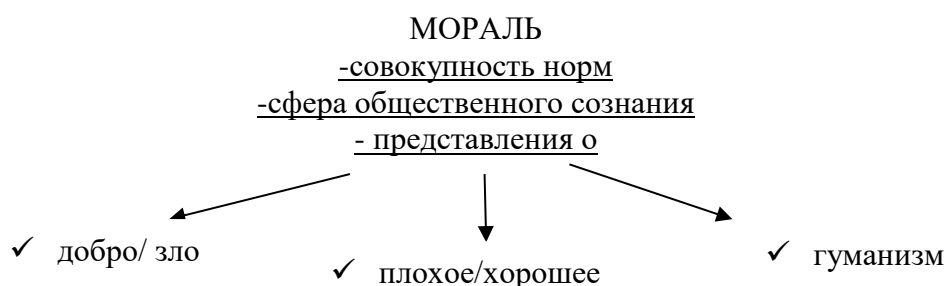 МОРАЛЬ
-совокупность норм
-сфера общественного сознания
- представления о
✓ добро/ зло
✓ плохое/хорошее
✓ гуманизм